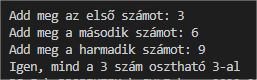 Add meg az első számot: 3
Add meg a második számot: 6
Add meg a harmadik számot: 9
Igen, mind a 3 szám osztható 3-al